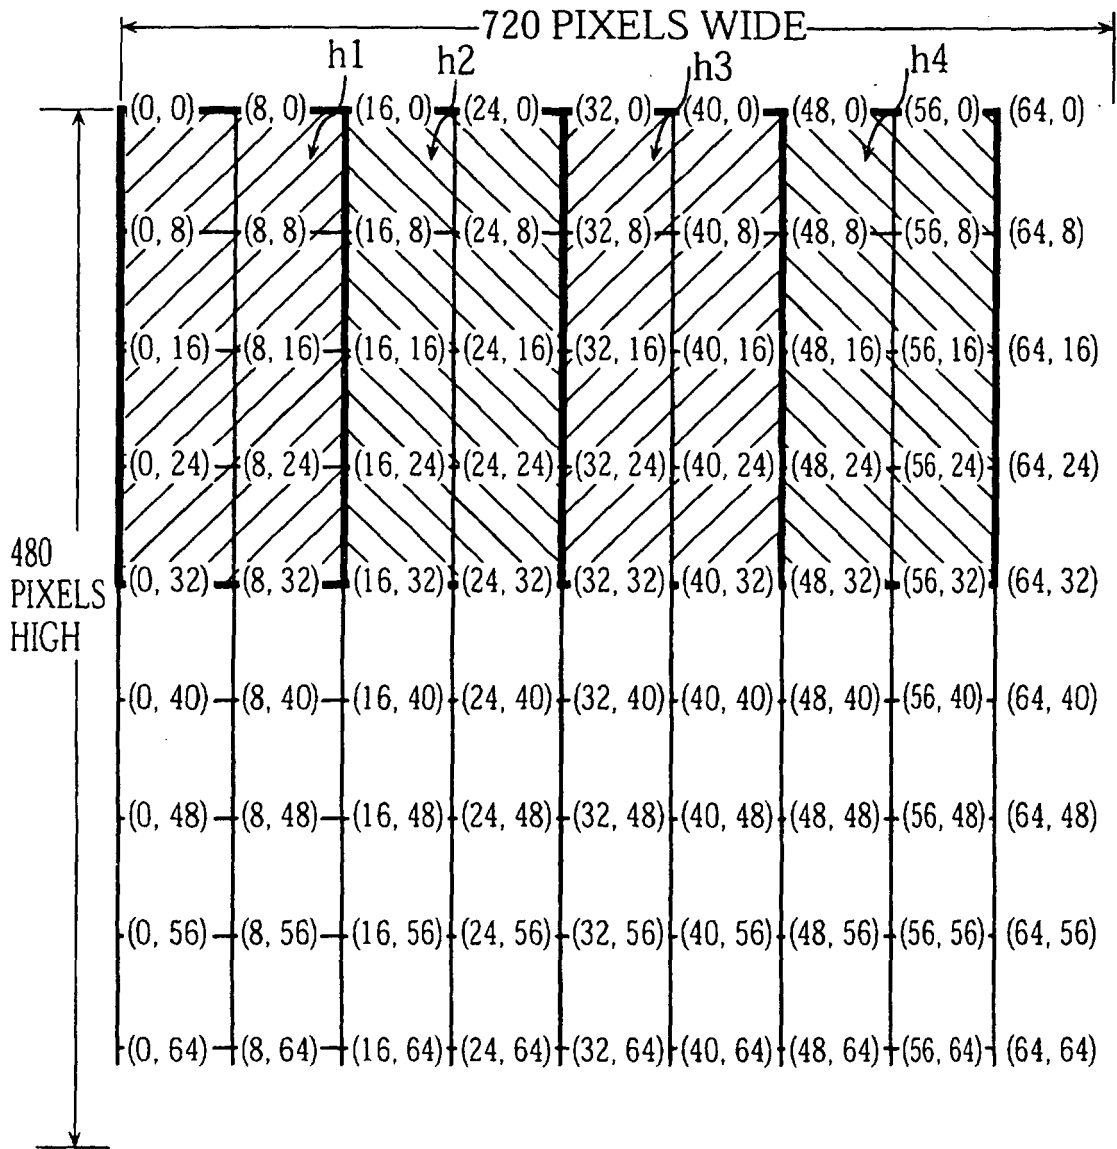 720 PIXELS WIDE
h1 h2 h3 h4
(0, 0) (8, 0) (16, 0) (24, 0) (32, 0) (40, 0) (48, 0) (56, 0) (64, 0)
(0, 8) (8, 8) (16, 8) (24, 8) (32, 8) (40, 8) (48, 8) (56, 8) (64, 8)
(0, 16) (8, 16) (16, 16) (24, 16) (32, 16) (40, 16) (48, 16) (56, 16) (64, 16)
(0, 24) (8, 24) (16, 24) (24, 24) (32, 24) (40, 24) (48, 24) (56, 24) (64, 24)
480
PIXELS
HIGH
(0, 32) (8, 32) (16, 32) (24, 32) (32, 32) (40, 32) (48, 32) (56, 32) (64, 32)
(0, 40) (8, 40) (16, 40) (24, 40) (32, 40) (40, 40) (48, 40) (56, 40) (64, 40)
(0, 48) (8, 48) (16, 48) (24, 48) (32, 48) (40, 48) (48, 48) (56, 48) (64, 48)
(0, 56) (8, 56) (16, 56) (24, 56) (32, 56) (40, 56) (48, 56) (56, 56) (64, 56)
(0, 64) (8, 64) (16, 64) (24, 64) (32, 64) (40, 64) (48, 64) (56, 64) (64, 64)